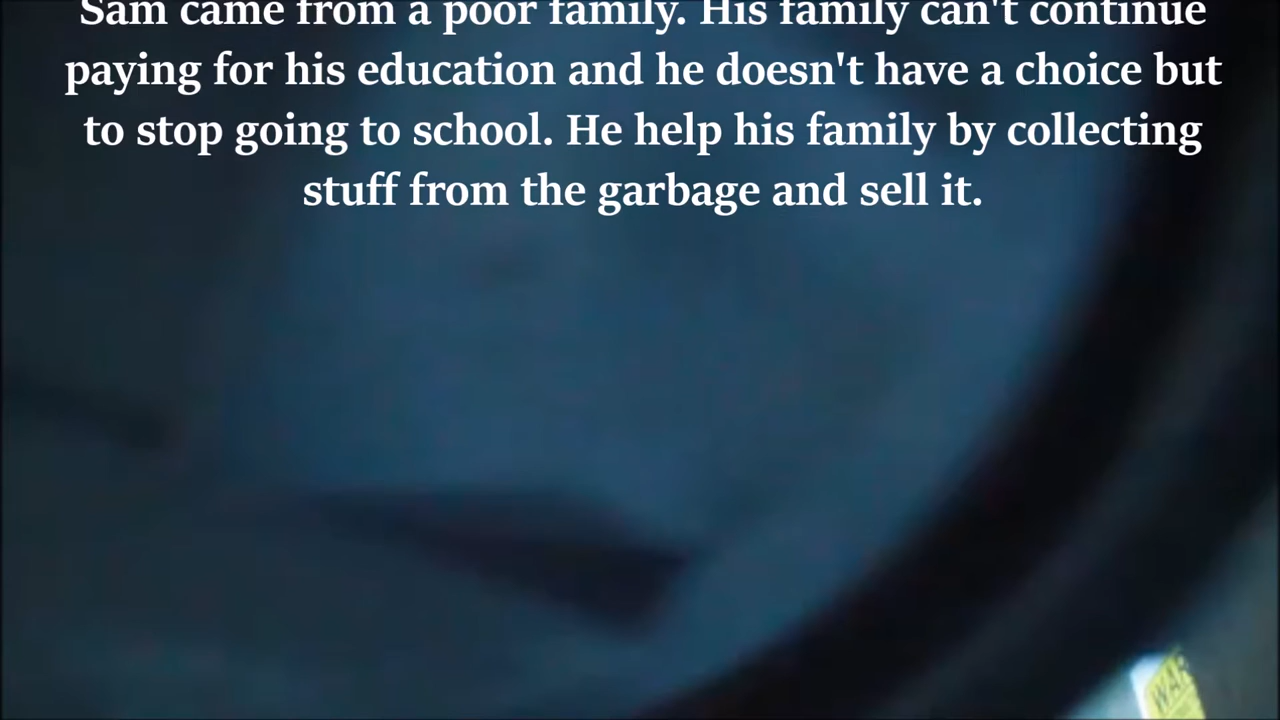 Sam came from a poor family. His family can't continue
paying for his education and he doesn't have a choice but
to stop going to school. He help his family by collecting
stuff from the garbage and sell it.